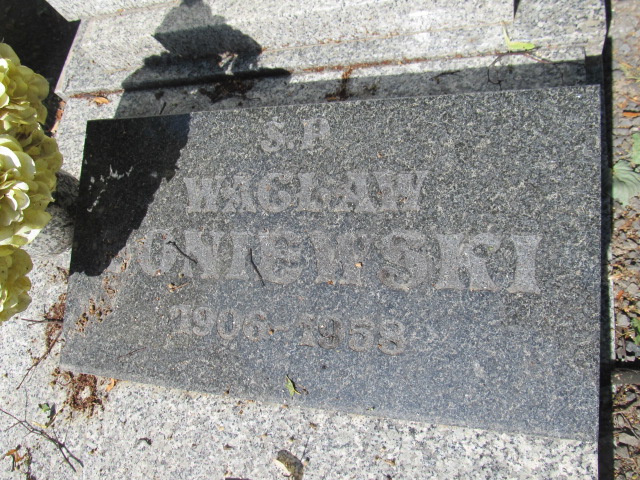 Ś.P.
WACŁAW
GNIEWSKI
1906-1958